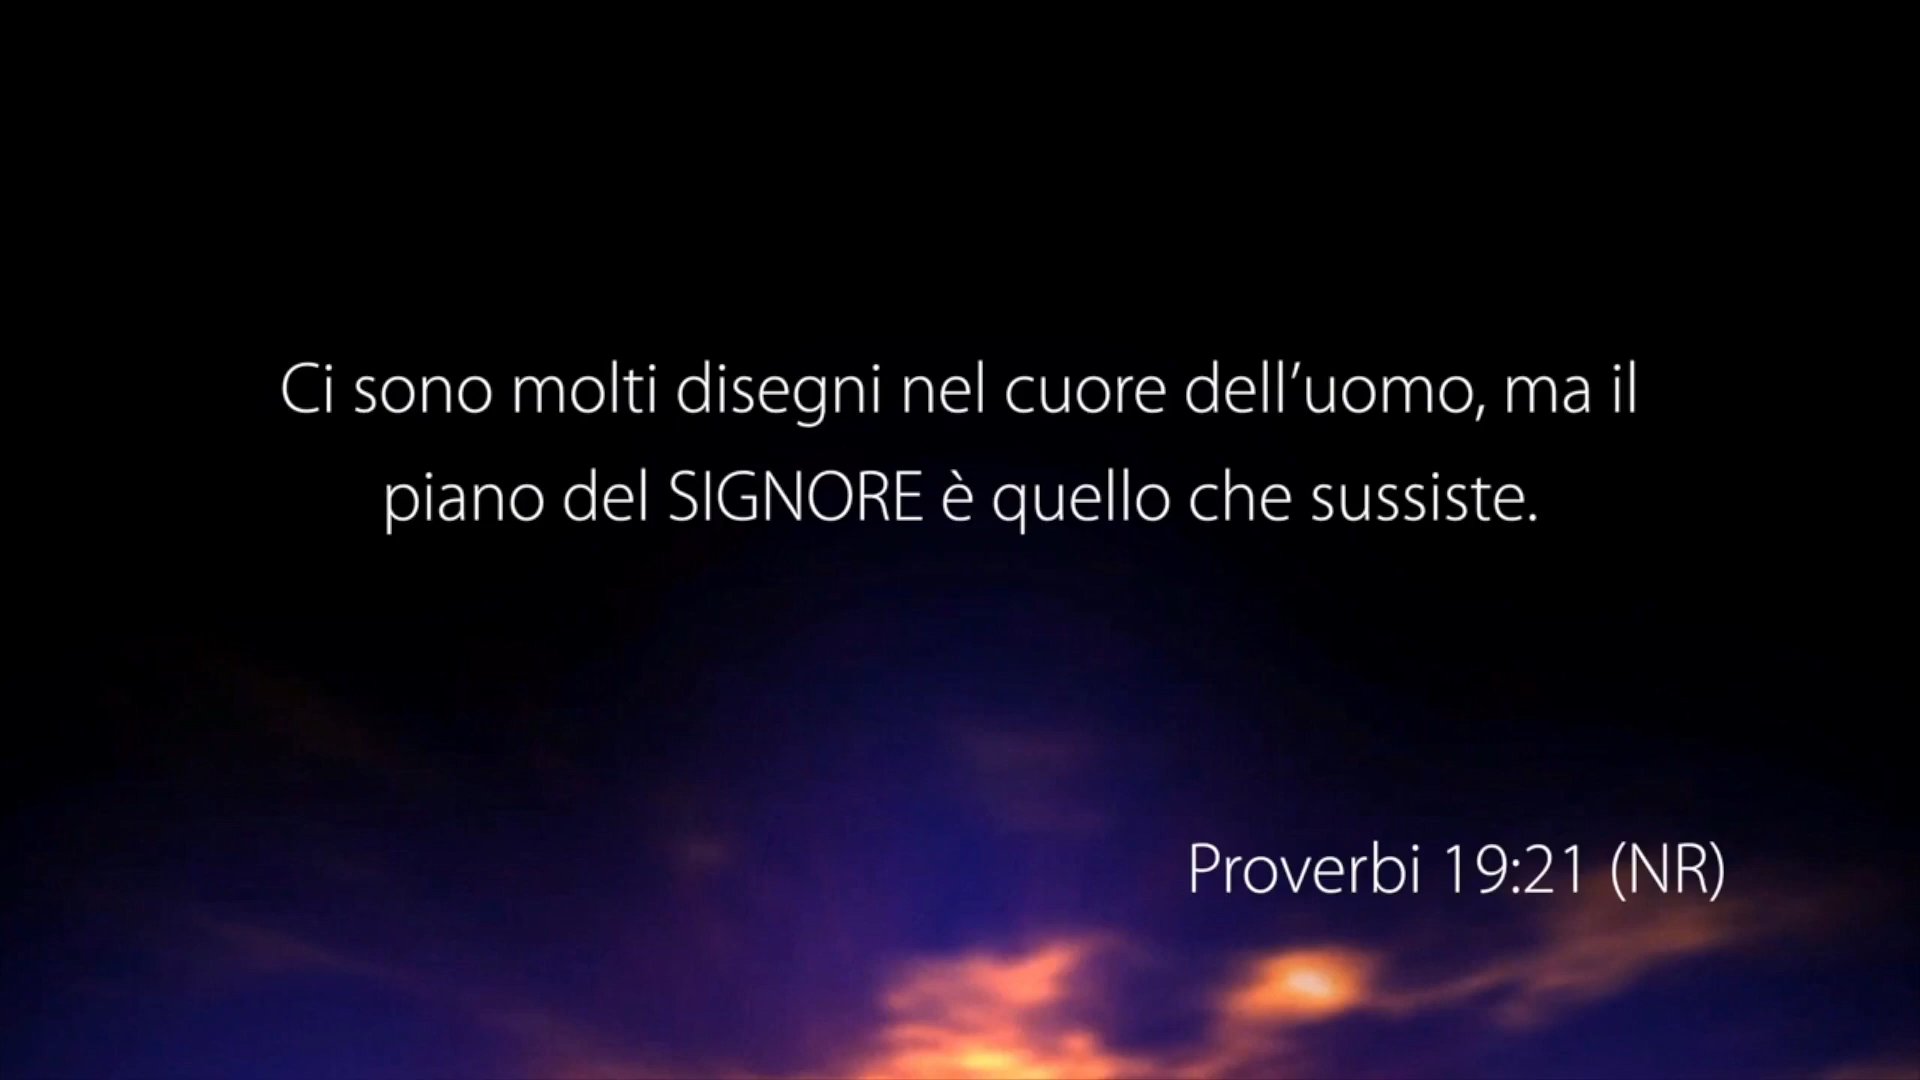 Ci sono molti disegni nel cuore dell’uomo, ma il
piano del SIGNORE è quello che sussiste.
Proverbi 19:21 (NR)